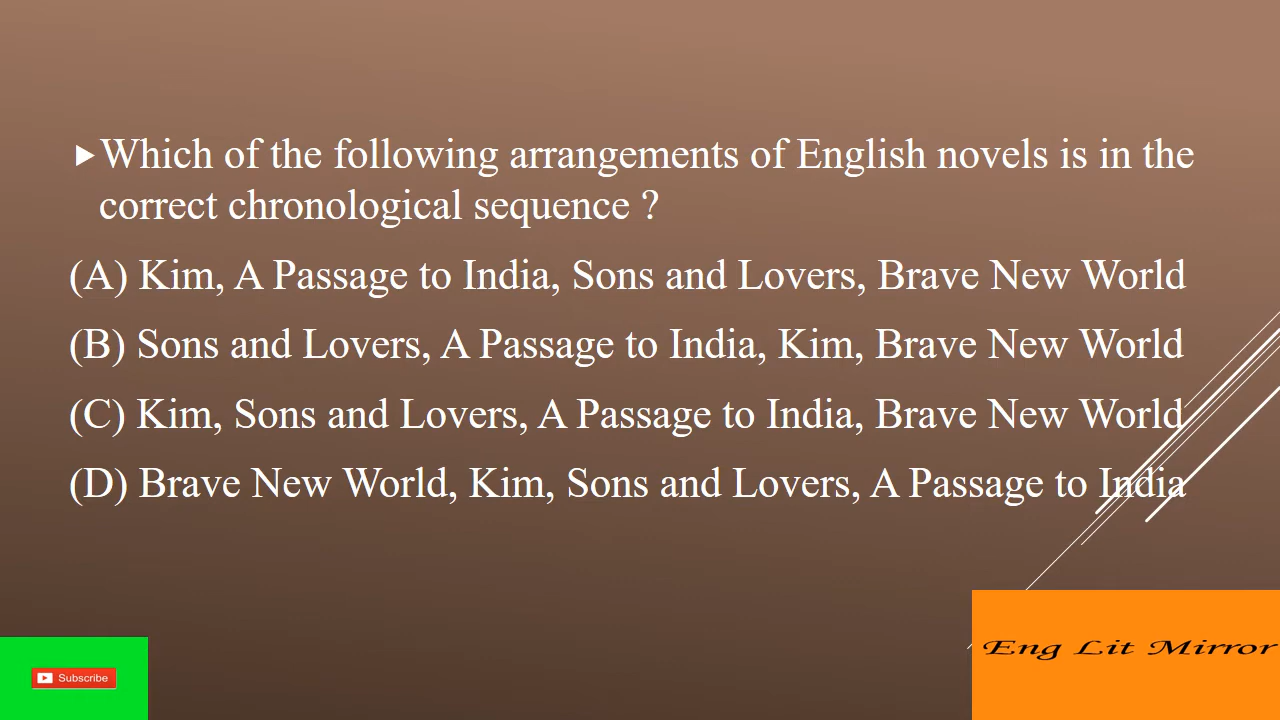 Which of the following arrangements of English novels is in the
correct chronological sequence ?
(A) Kim, A Passage to India, Sons and Lovers, Brave New World
(B) Sons and Lovers, A Passage to India, Kim, Brave New World
(C) Kim, Sons and Lovers, A Passage to India, Brave New World
(D) Brave New World, Kim, Sons and Lovers, A Passage to India
Eng Lit Mirror
Subscribe